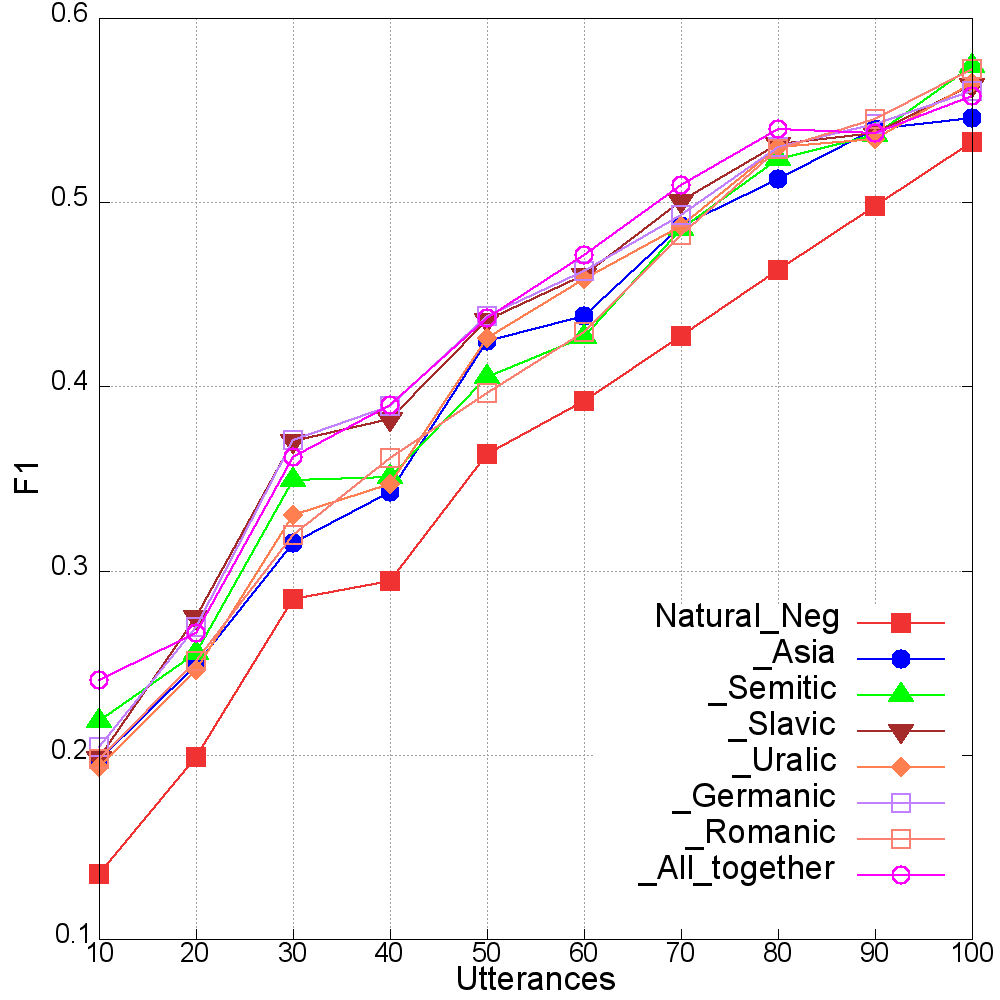 0.6
0.5
0.4
0.3
0.2
0.1
F1
Natural_Neg
_Asia
_Semitic
_Slavic
_Uralic
_Germanic
_Romanic
_All_together
10 20 30 40 50 60 70 80 90 100
Utterances